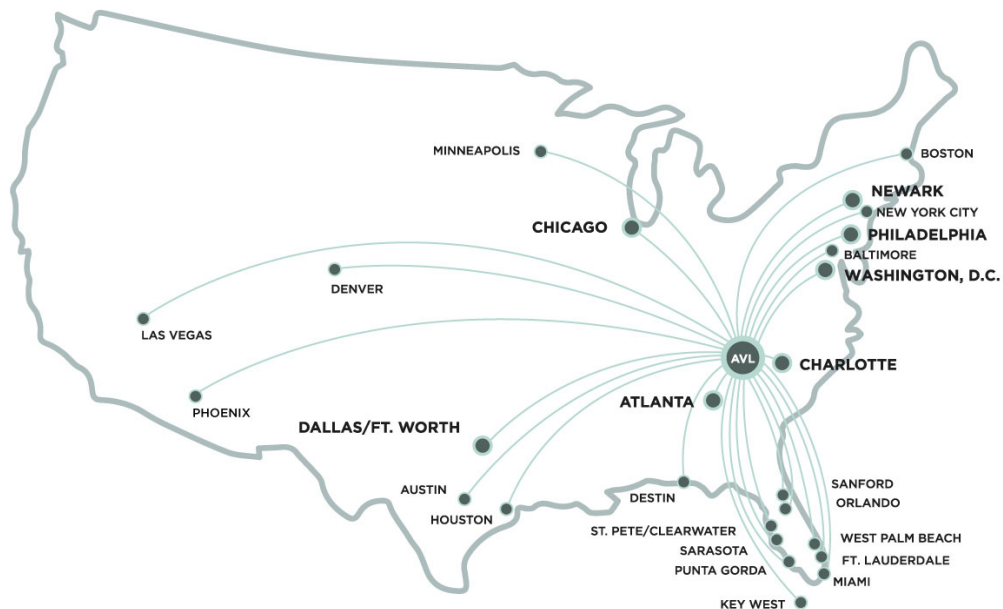 MINNEAPOLIS
BOSTON
NEWARK
NEW YORK CITY
CHICAGO
PHILADELPHIA
BALTIMORE
WASHINGTON, D.C.
DENVER
LAS VEGAS
AVL
CHARLOTTE
ATLANTA
PHOENIX
DALLAS/FT. WORTH
SANFORD
AUSTIN
DESTIN
ORLANDO
HOUSTON
ST. PETE/CLEARWATER
WEST PALM BEACH
SARASOTA
FT. LAUDERDALE
PUNTA GORDA
MIAMI
KEY WEST